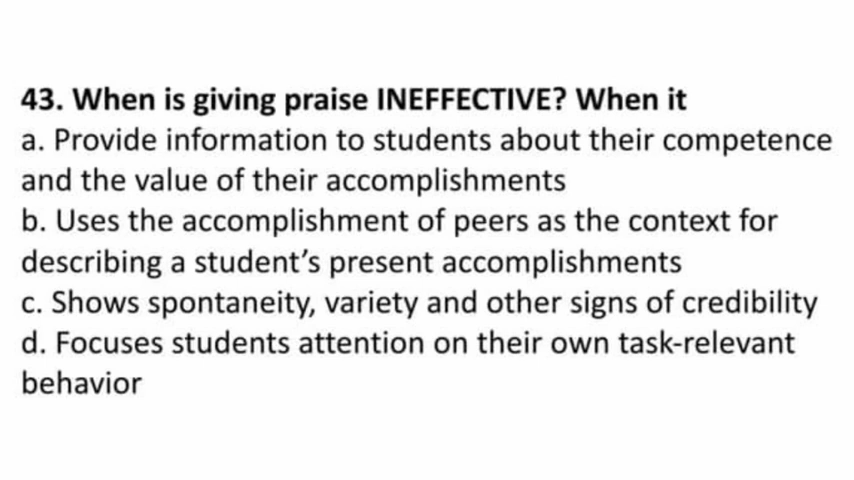 43. When is giving praise INEFFECTIVE? When it
a. Provide information to students about their competence
and the value of their accomplishments
b. Uses the accomplishment of peers as the context for
describing a student’s present accomplishments
c. Shows spontaneity, variety and other signs of credibility
d. Focuses students attention on their own task-relevant
behavior